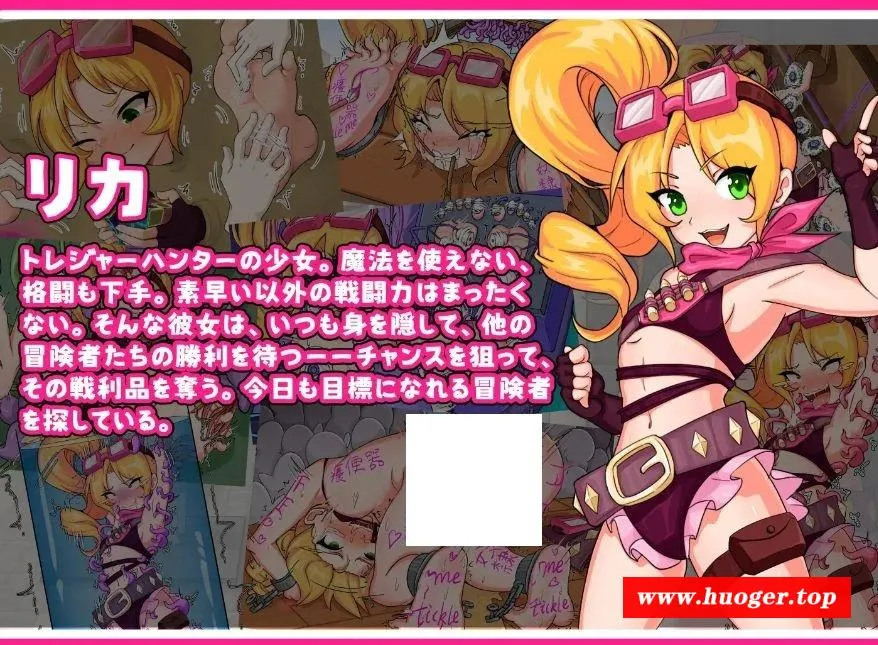 リカ
トレジャーハンターの少女。魔法を使えない、
格闘も下手。素早い以外の戦闘力はまったく
ない。そんな彼女は、いつも身を隠して、他の
冒険者たちの勝利を待つーーチャンスを狙って、
その戦利品を奪う。今日も目標になれる冒険者
を探している。
me
tickle
me
tickle
www.huoger.top